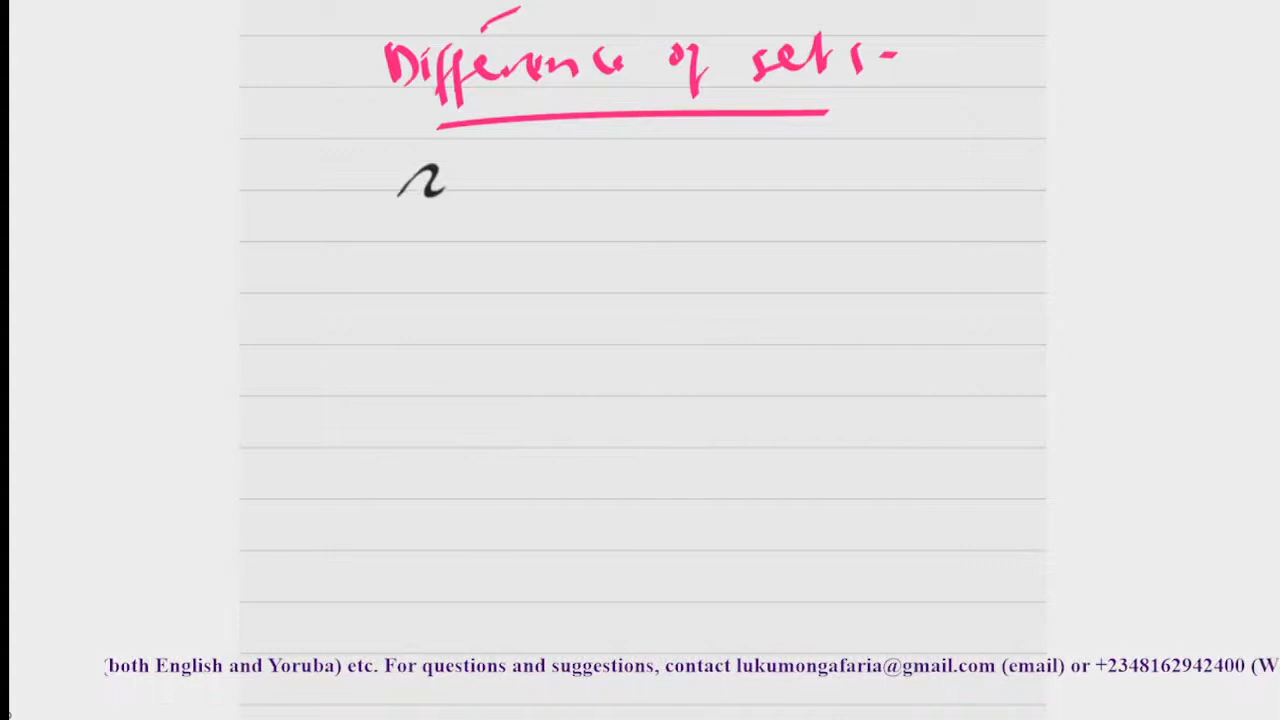 Difference of sets -
(both English and Yoruba) etc. For questions and suggestions, contact lukumongafaria@gmail.com (email) or +2348162942400 (W